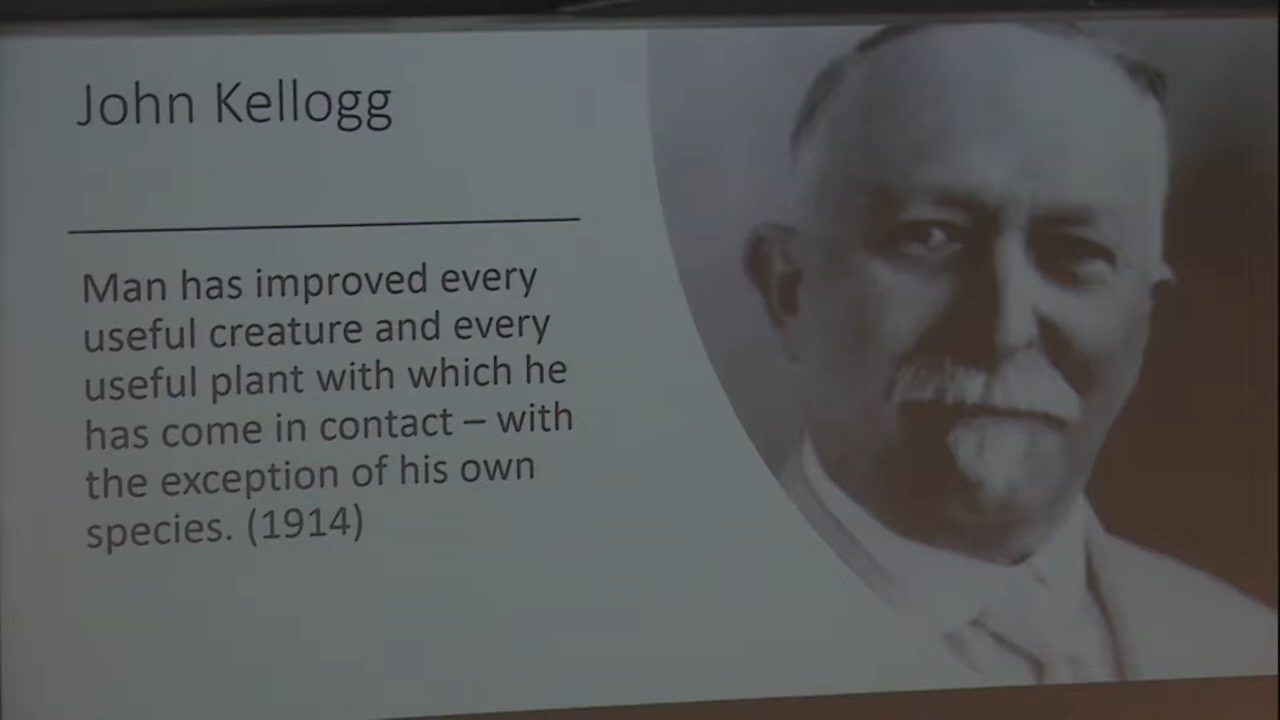 John Kellogg
Man has improved every
useful creature and every
useful plant with which he
has come in contact – with
the exception of his own
species. (1914)